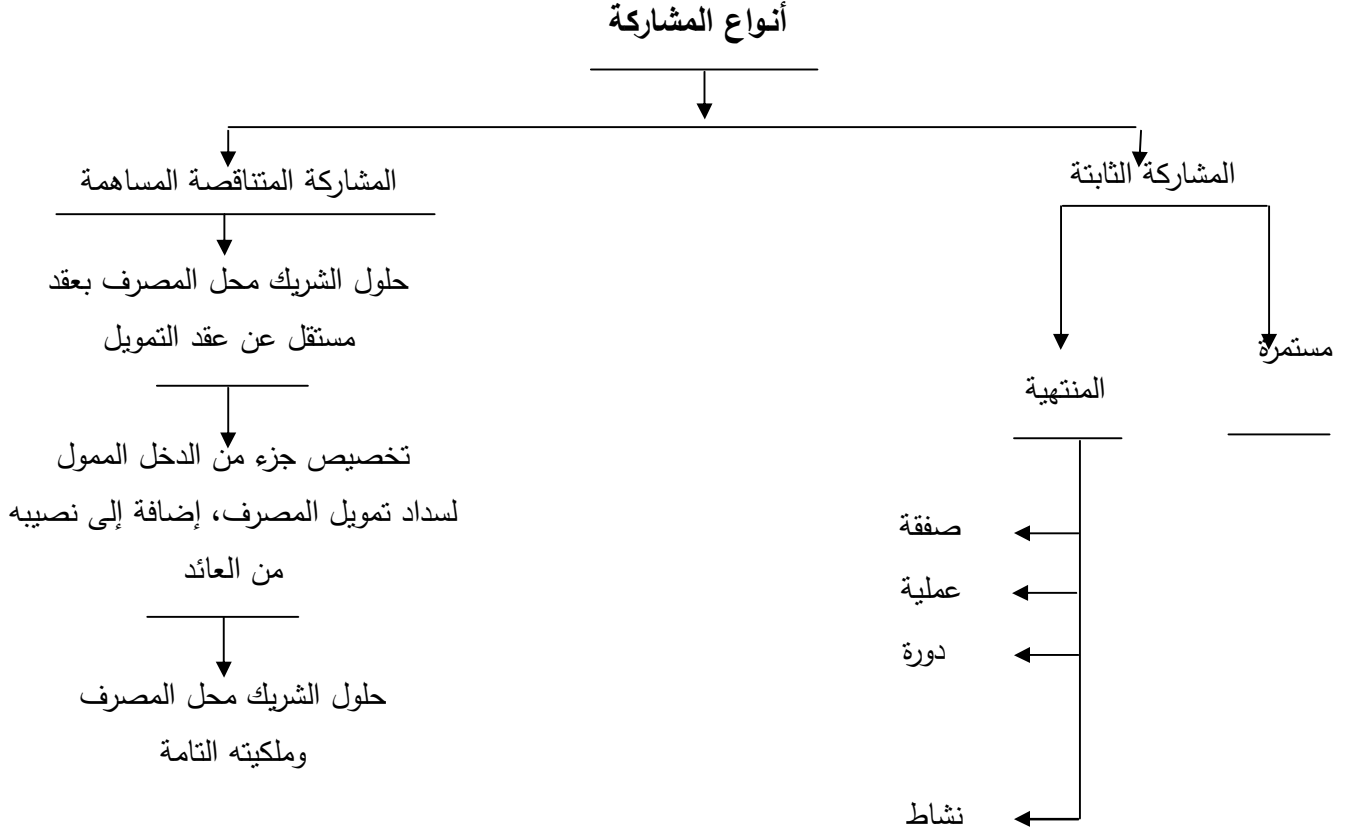 أنواع المشاركة
المشاركة الثابتة
المشاركة المتناقصة المساهمة
مستمرة
المنتهية
صفقة
عملية
دورة
نشاط
حلول الشريك محل المصرف بعقد
مستقل عن عقد التمويل
تخصيص جزء من الدخل الممول
لسداد تمويل المصرف، إضافة إلى نصيبه
من العائد
حلول الشريك محل المصرف
وملكيته التامة